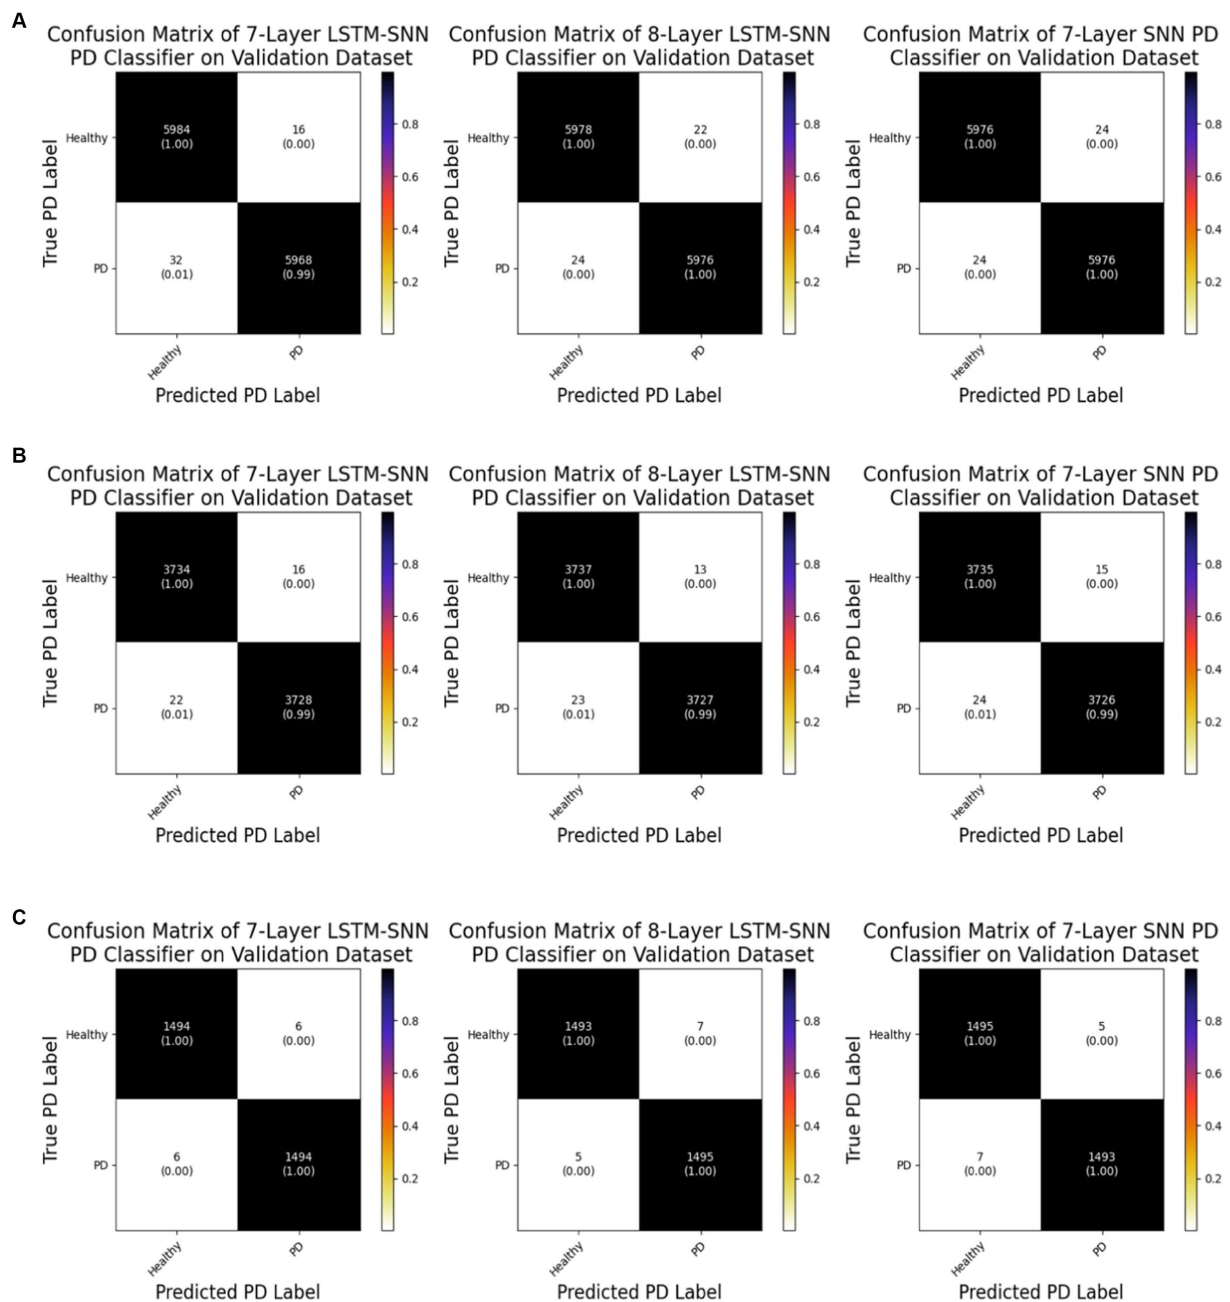 A
Confusion Matrix of 7-Layer LSTM-SNN
PD Classifier on Validation Dataset
True PD Label
Healthy
PD
5984
(1.00)
16
(0.00)
32
(0.01)
5968
(0.99)
0.8
0.6
0.4
0.2
Healthy
PD
Predicted PD Label
Confusion Matrix of 8-Layer LSTM-SNN
PD Classifier on Validation Dataset
True PD Label
Healthy
PD
5978
(1.00)
22
(0.00)
24
(0.00)
5976
(1.00)
0.8
0.6
0.4
0.2
Healthy
PD
Predicted PD Label
Confusion Matrix of 7-Layer SNN PD
Classifier on Validation Dataset
True PD Label
Healthy
PD
5976
(1.00)
24
(0.00)
24
(0.00)
5976
(1.00)
0.8
0.6
0.4
0.2
Healthy
PD
Predicted PD Label
B
Confusion Matrix of 7-Layer LSTM-SNN
PD Classifier on Validation Dataset
True PD Label
Healthy
PD
3734
(1.00)
16
(0.00)
22
(0.01)
3728
(0.99)
0.8
0.6
0.4
0.2
Healthy
PD
Predicted PD Label
Confusion Matrix of 8-Layer LSTM-SNN
PD Classifier on Validation Dataset
True PD Label
Healthy
PD
3737
(1.00)
13
(0.00)
23
(0.01)
3727
(0.99)
0.8
0.6
0.4
0.2
Healthy
PD
Predicted PD Label
Confusion Matrix of 7-Layer SNN PD
Classifier on Validation Dataset
True PD Label
Healthy
PD
3735
(1.00)
15
(0.00)
24
(0.01)
3726
(0.99)
0.8
0.6
0.4
0.2
Healthy
PD
Predicted PD Label
C
Confusion Matrix of 7-Layer LSTM-SNN
PD Classifier on Validation Dataset
True PD Label
Healthy
PD
1494
(1.00)
6
(0.00)
6
(0.00)
1494
(1.00)
0.8
0.6
0.4
0.2
Healthy
PD
Predicted PD Label
Confusion Matrix of 8-Layer LSTM-SNN
PD Classifier on Validation Dataset
True PD Label
Healthy
PD
1493
(1.00)
7
(0.00)
5
(0.00)
1495
(1.00)
0.8
0.6
0.4
0.2
Healthy
PD
Predicted PD Label
Confusion Matrix of 7-Layer SNN PD
Classifier on Validation Dataset
True PD Label
Healthy
PD
1495
(1.00)
5
(0.00)
7
(0.00)
1493
(1.00)
0.8
0.6
0.4
0.2
Healthy
PD
Predicted PD Label